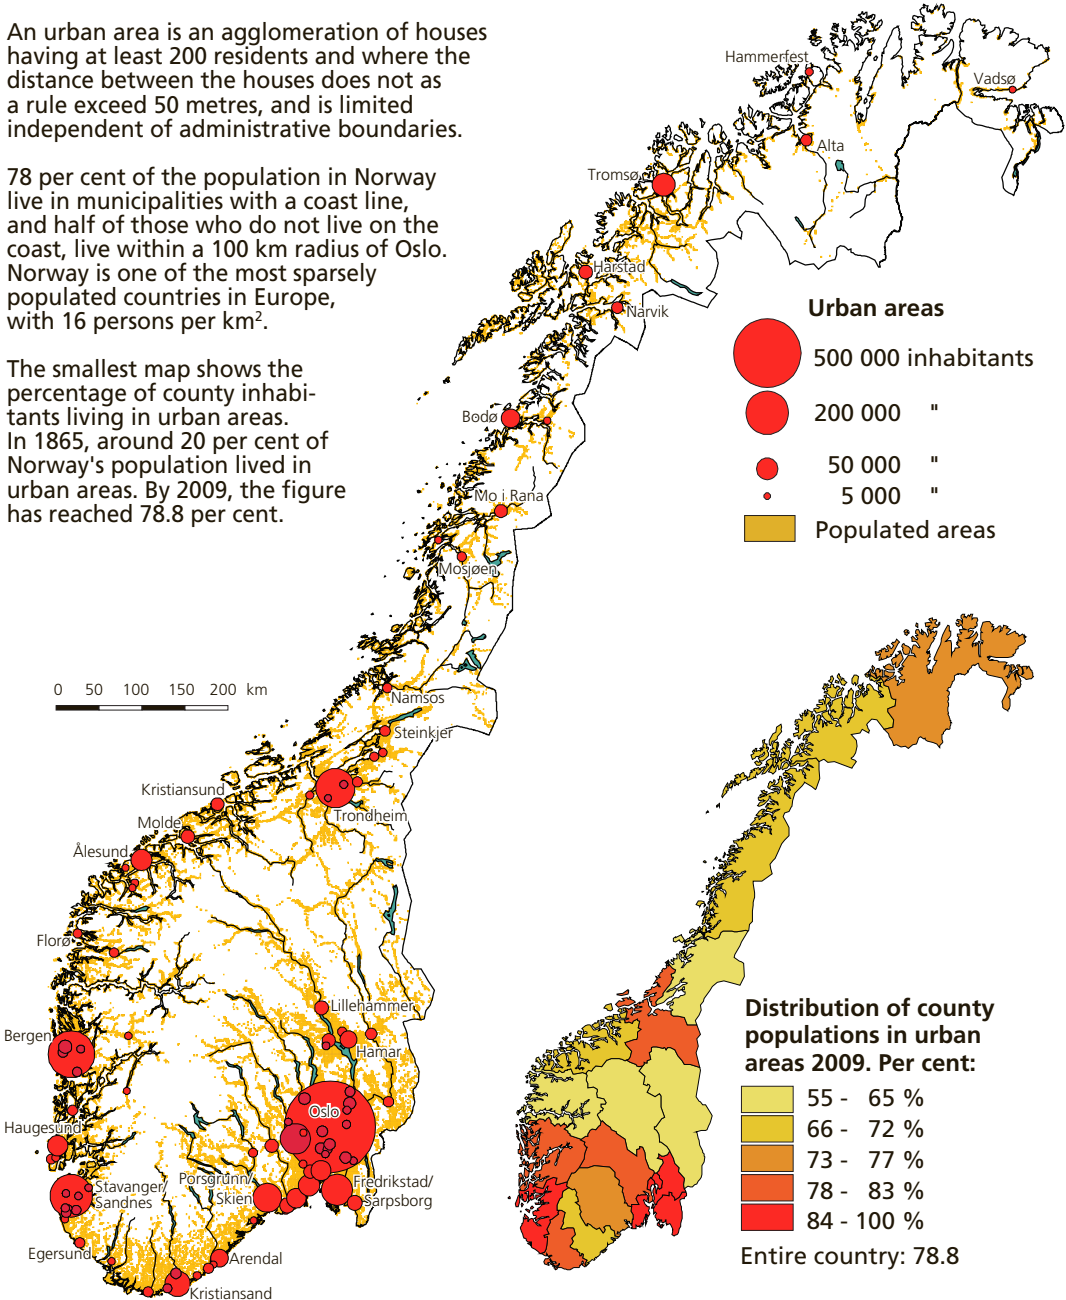 An urban area is an agglomeration of houses
having at least 200 residents and where the
distance between the houses does not as
a rule exceed 50 metres, and is limited
independent of administrative boundaries.
78 per cent of the population in Norway
live in municipalities with a coast line,
and half of those who do not live on the
coast, live within a 100 km radius of Oslo.
Norway is one of the most sparsely
populated countries in Europe,
with 16 persons per km².
The smallest map shows the
percentage of county inhabi-
tants living in urban areas.
In 1865, around 20 per cent of
Norway's population lived in
urban areas. By 2009, the figure
has reached 78.8 per cent.
Hammerfest
Vadsø
Alta
Tromsø
Harstad
Narvik
Bodø
Mo i Rana
Mosjøen
Namsos
Steinkjer
Kristiansund
Trondheim
Molde
Ålesund
Florø
Lillehammer
Bergen
Hamar
Oslo
Haugesund
Porsgrunn/
Skien
Fredrikstad/
Sarpsborg
Stavanger/
Sandnes
Egersund
Arendal
Kristiansand
0 50 100 150 200 km
Urban areas
500 000 inhabitants
200 000 "
50 000 "
5 000 "
Populated areas
Distribution of county
populations in urban
areas 2009. Per cent:
55 - 65 %
66 - 72 %
73 - 77 %
78 - 83 %
84 - 100 %
Entire country: 78.8